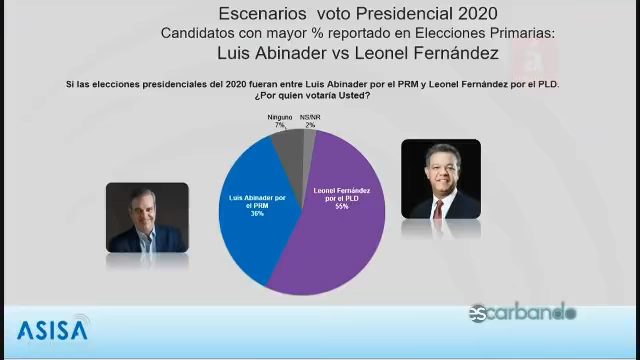 Escenarios voto Presidencial 2020
Candidatos con mayor % reportado en Elecciones Primarias:
Luis Abinader vs Leonel Fernández
Si las elecciones presidenciales del 2020 fueran entre Luis Abinader por el PRM y Leonel Fernández por el PLD.
¿Por quien votaría Usted?
Ninguno
7%
NS/NR
2%
Luis Abinader por
el PRM
36%
Leonel Fernández
por el PLD
55%
ASISA
escarbando
a